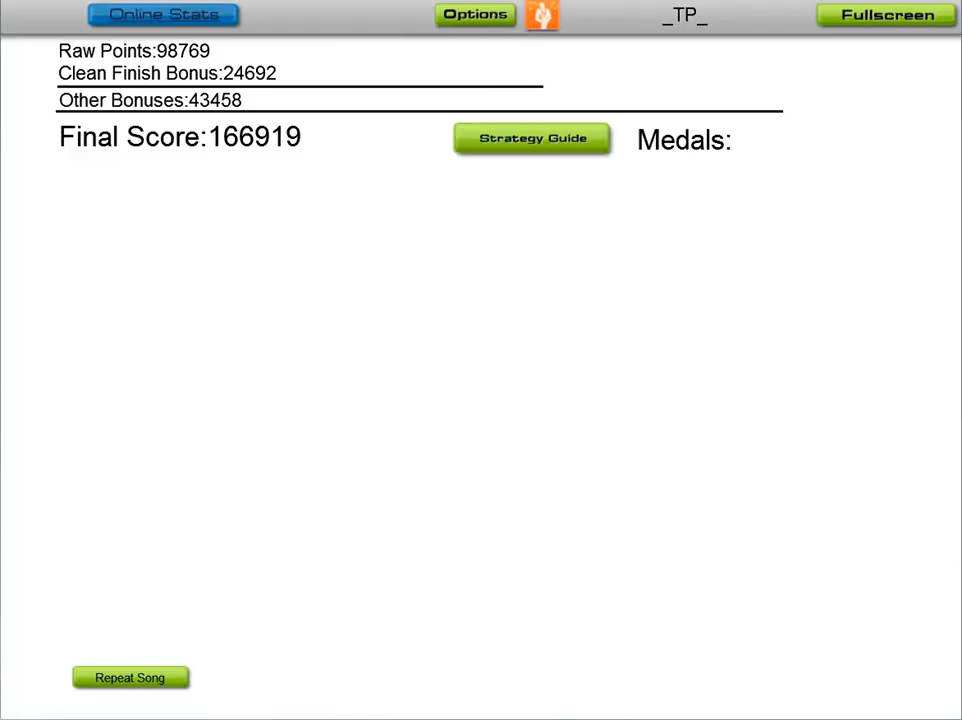 Online Stats
Options
_TP_
Fullscreen
Raw Points:98769
Clean Finish Bonus:24692
Other Bonuses:43458
Final Score:166919
Strategy Guide
Medals:
Repeat Song